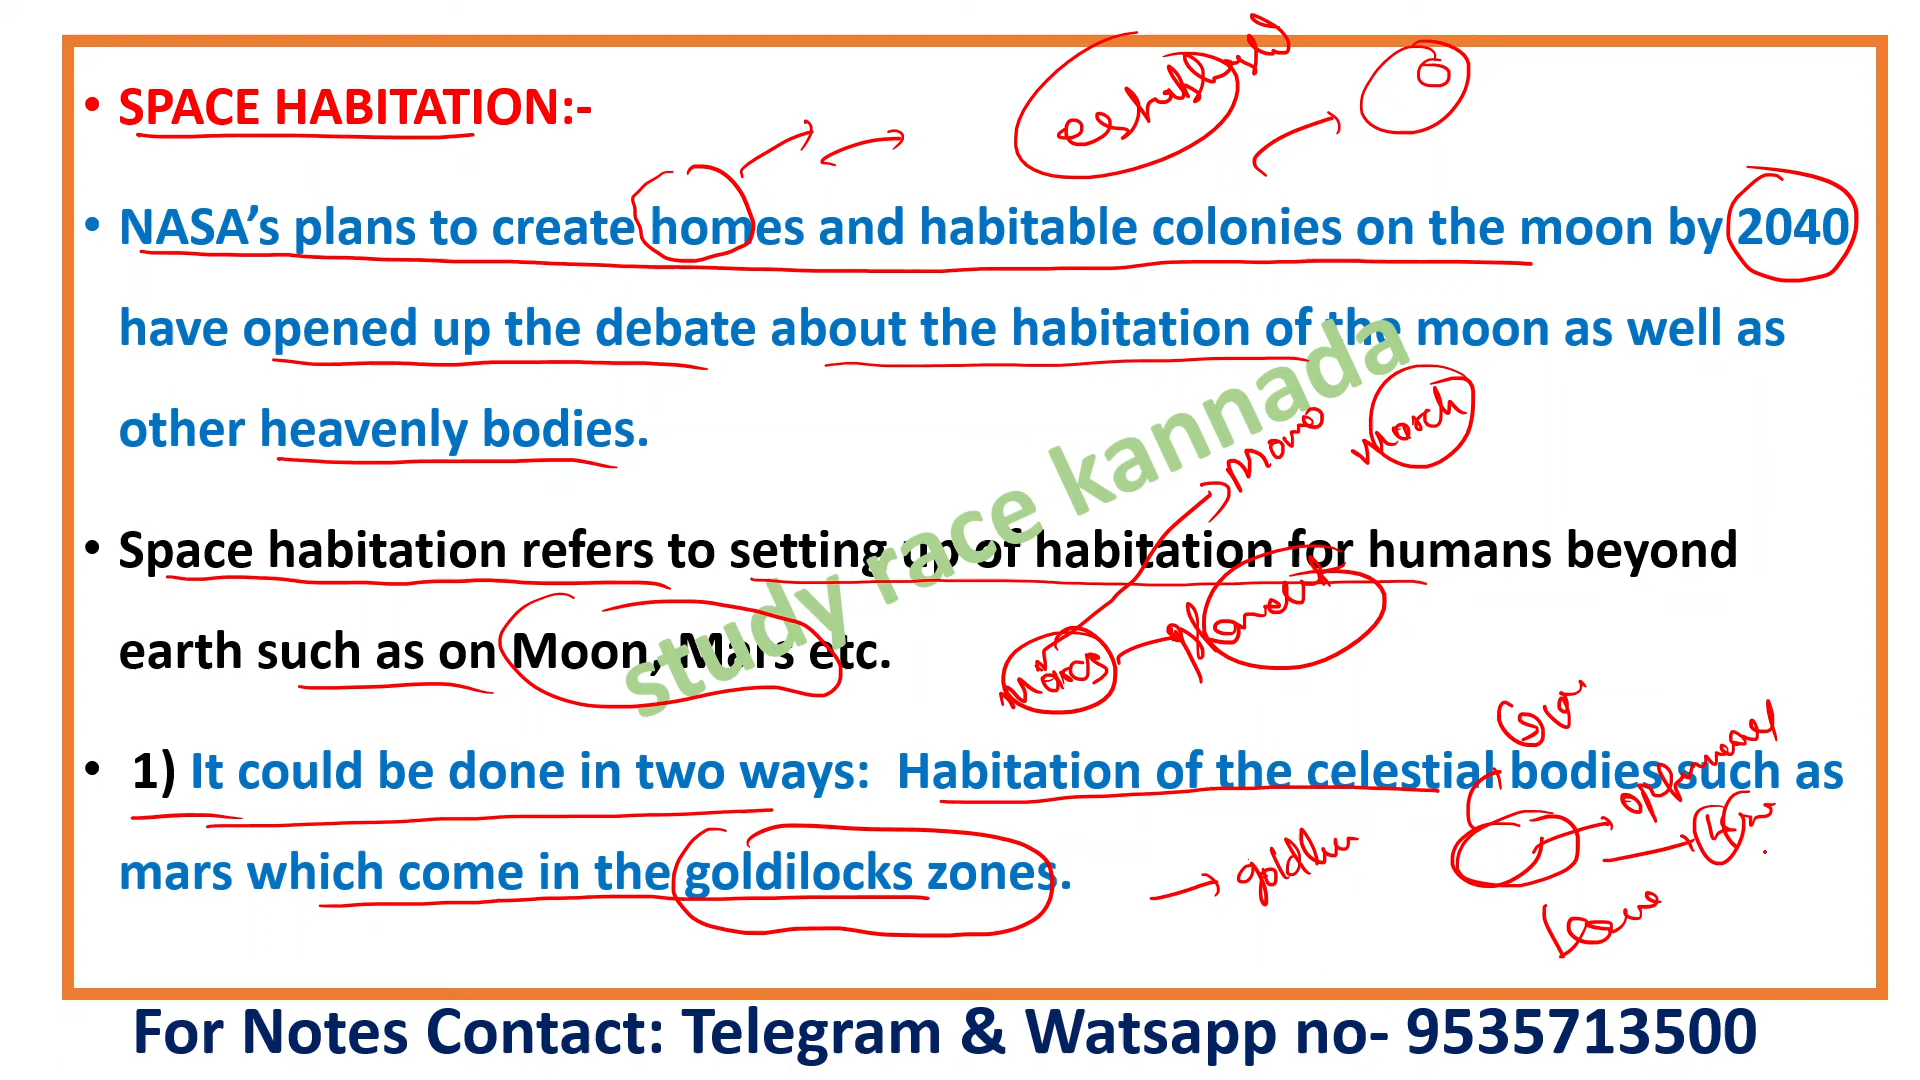 • SPACE HABITATION:-
• NASA’s plans to create homes and habitable colonies on the moon by 2040
have opened up the debate about the habitation of the moon as well as
other heavenly bodies.
• Space habitation refers to setting up of habitation for humans beyond
earth such as on Moon, Mars etc.
• 1) It could be done in two ways: Habitation of the celestial bodies such as
mars which come in the goldilocks zones.
study race kannada
March
Mars
For Notes Contact: Telegram & Watsapp no- 9535713500